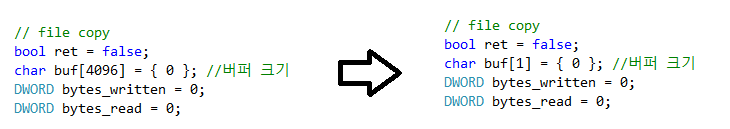 // file copy
bool ret = false;
char buf[4096] = { 0 }; //버퍼 크기
DWORD bytes_written = 0;
DWORD bytes_read = 0;
// file copy
bool ret = false;
char buf[1] = { 0 }; //버퍼 크기
DWORD bytes_written = 0;
DWORD bytes_read = 0;